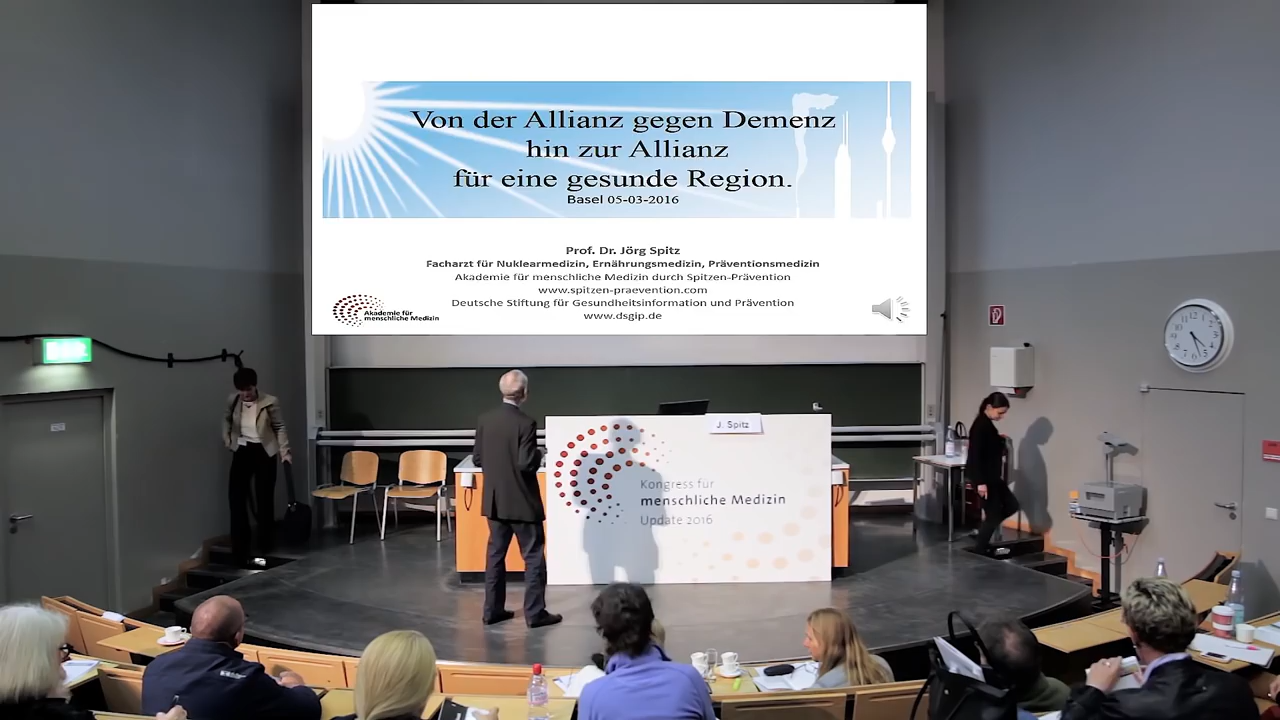 Von der Allianz gegen Demenz
hin zur Allianz
für eine gesunde Region.
Basel 05-03-2016
Prof. Dr. Jörg Spitz
Facharzt für Nuklearmedizin, Ernährungsmedizin, Präventionsmedizin
Akademie für menschliche Medizin durch Spitzen-Prävention
www.spitzen-praevention.com
Deutsche Stiftung für Gesundheitsinformation und Prävention
www.dsgip.de
Akademie für
menschliche Medizin
J. Spitz
Kongress für
menschliche Medizin
Update 2016